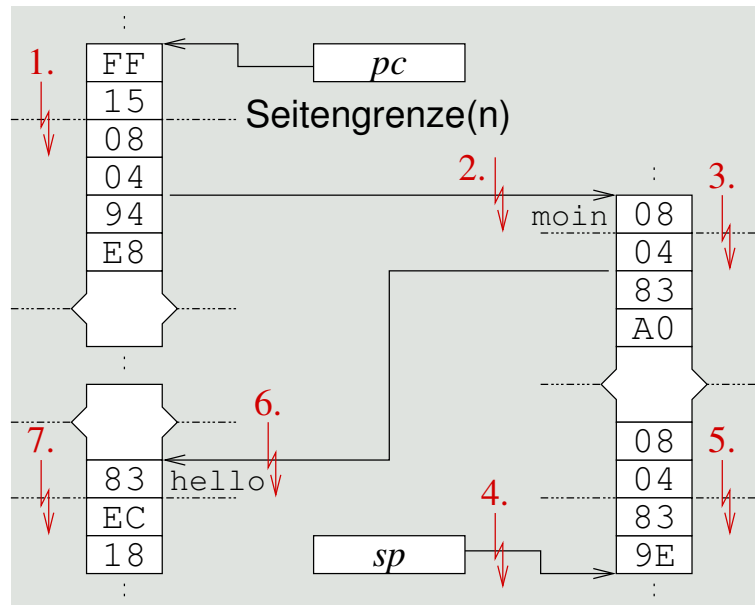 1.
FF
15
08
04
94
E8
pc
Seitengrenze(n)
2.
moin
3.
08
04
83
A0
6.
7.
83
EC
18
hello
4.
sp
5.
08
04
83
9E